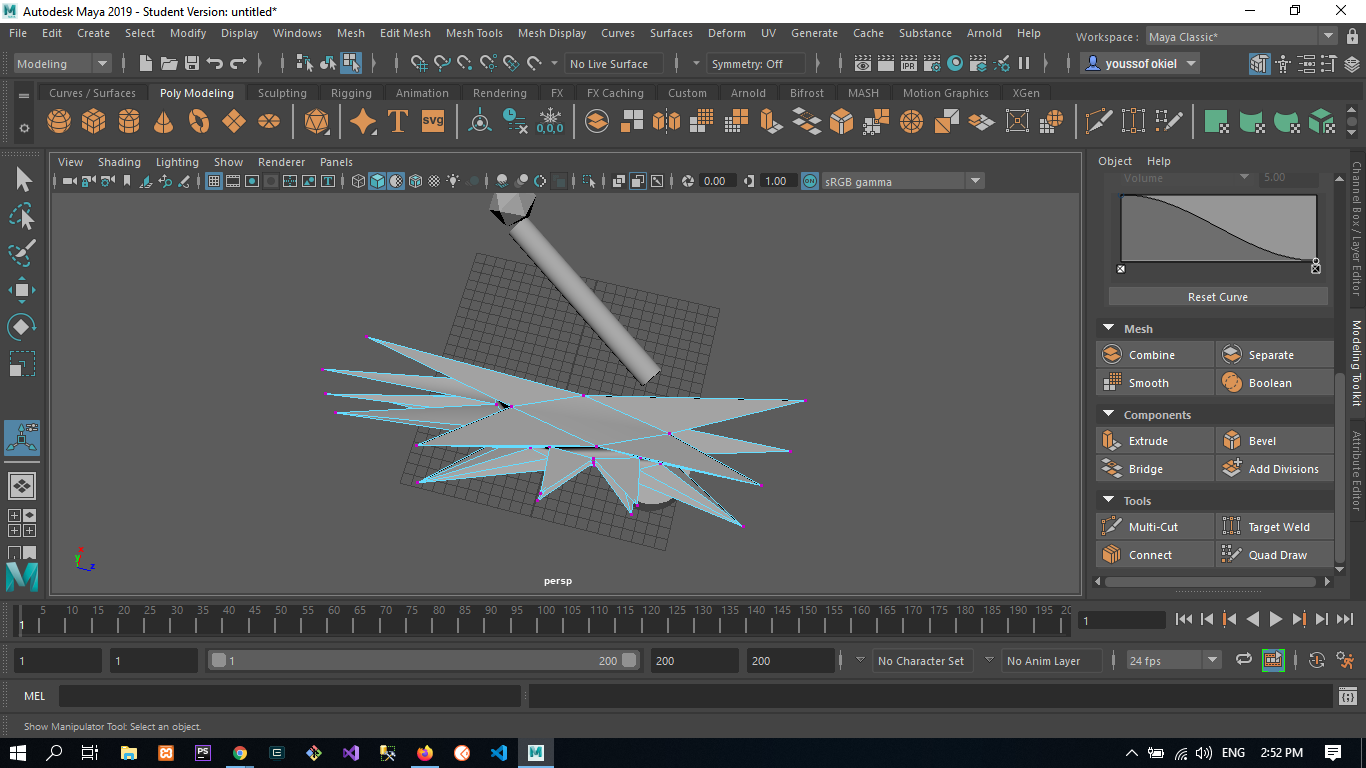 Autodesk Maya 2019 - Student Version: untitled*
File Edit Create Select Modify Display Windows Mesh Edit Mesh Mesh Tools Mesh Display Curves Surfaces Deform UV Generate Cache Substance Arnold Help Workspace : Maya Classic*
Modeling No Live Surface Symmetry: Off youssof okiel
Curves / Surfaces Poly Modeling Sculpting Rigging Animation Rendering FX FX Caching Custom Arnold Bifrost MASH Motion Graphics XGen
T svg 0,0,0
View Shading Lighting Show Renderer Panels
0.00 1.00 ON sRGB gamma
Object Help
Volume 5.00
Reset Curve
Mesh
Combine Separate
Smooth Boolean
Components
Extrude Bevel
Bridge Add Divisions
Tools
Multi-Cut Target Weld
Connect Quad Draw
Channel Box / Layer Editor
Modeling Toolkit
Attribute Editor
x
y
z
persp
5 10 15 20 25 30 35 40 45 50 55 60 65 70 75 80 85 90 95 100 105 110 115 120 125 130 135 140 145 150 155 160 165 170 175 180 185 190 195 20
1 1
1 1 1 200 200 200 No Character Set No Anim Layer 24 fps
MEL
Show Manipulator Tool: Select an object.
PS ENG 2:52 PM